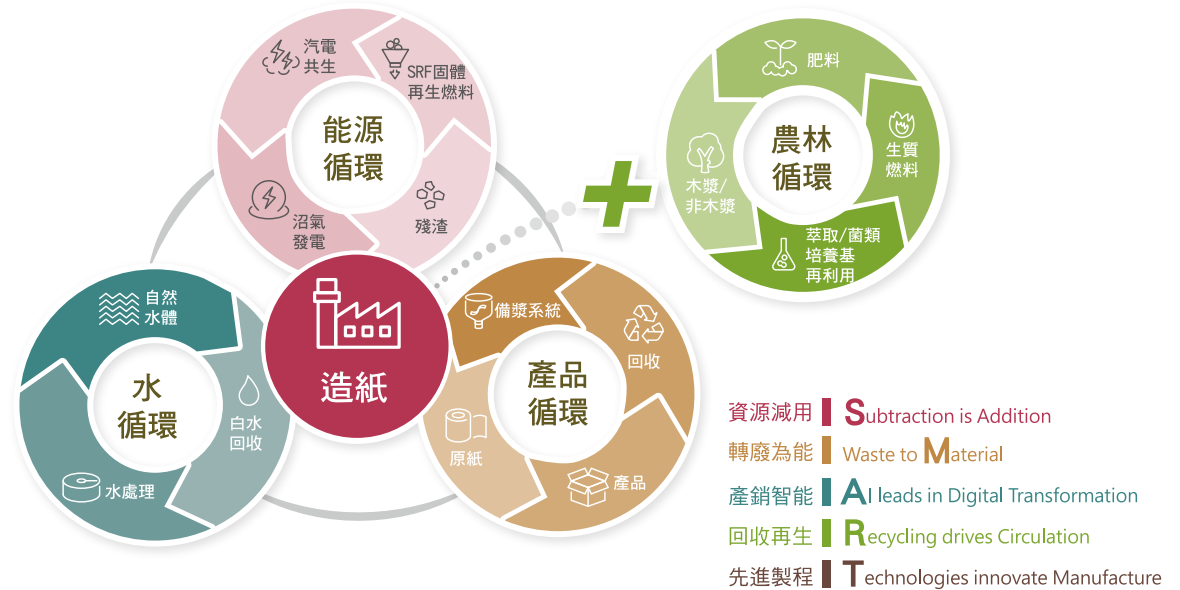 汽電
共生
SRF固體
再生燃料
能源
循環
沼氣
發電
殘渣
肥料
生質
燃料
農林
循環
木漿/
非木漿
萃取/菌類
培養基
再利用
自然
水體
水
循環
白水
回收
水處理
造紙
備漿系統
回收
產品
循環
原紙
產品
資源減用 Subtraction is Addition
轉廢為能 Waste to Material
產銷智能 AI leads in Digital Transformation
回收再生 Recycling drives Circulation
先進製程 Technologies innovate Manufacture